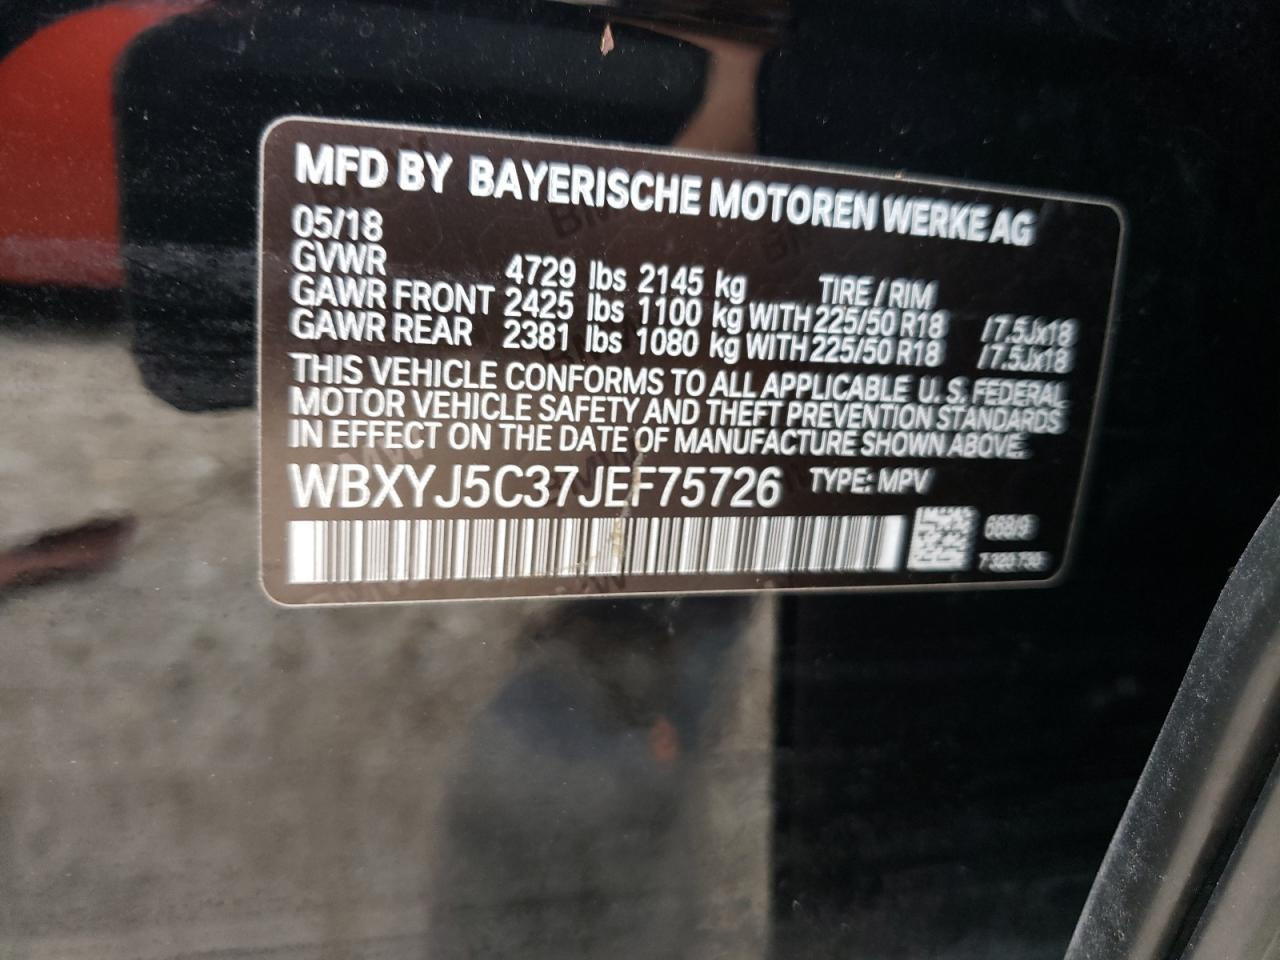 MFD BY BAYERISCHE MOTOREN WERKE AG
05/18
GVWR 4729 lbs 2145 kg TIRE / RIM
GAWR FRONT 2425 lbs 1100 kg WITH 225/50 R18 /7.5Jx18
GAWR REAR 2381 lbs 1080 kg WITH 225/50 R18 /7.5Jx18
THIS VEHICLE CONFORMS TO ALL APPLICABLE U.S. FEDERAL
MOTOR VEHICLE SAFETY AND THEFT PREVENTION STANDARDS
IN EFFECT ON THE DATE OF MANUFACTURE SHOWN ABOVE.
WBXYJ5C37JEF75726 TYPE: MPV